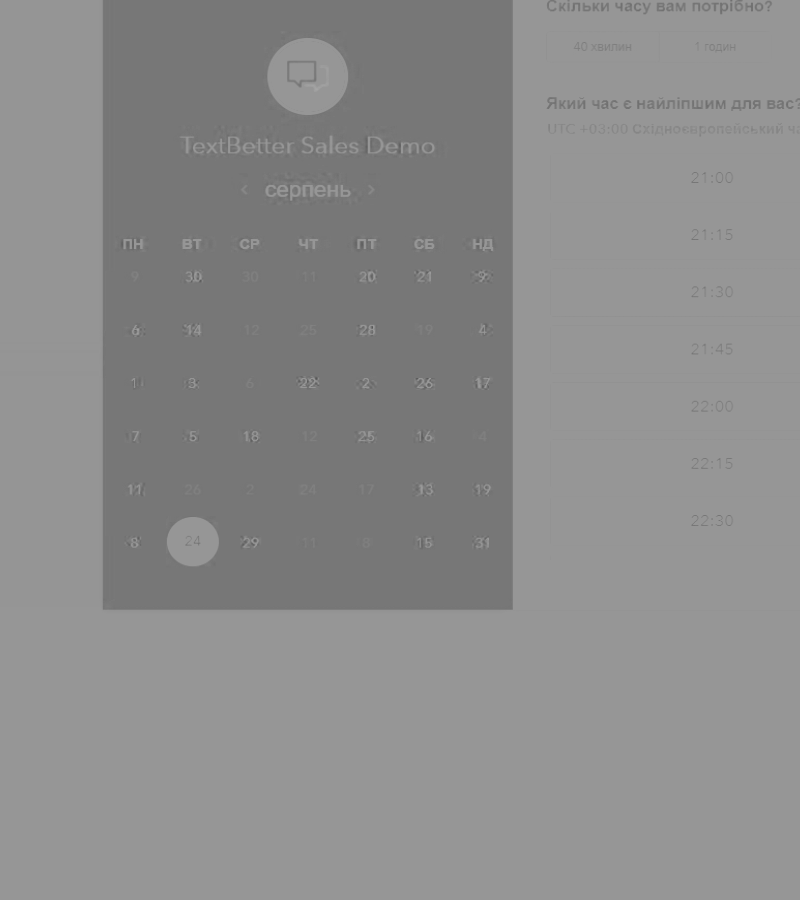 TextBetter Sales Demo
‹ серпень ›
ПН ВТ СР ЧТ ПТ СБ НД
9 30 30 11 20 21 9
6 14 12 25 28 19 4
1 3 6 22 2 26 17
7 5 18 12 25 16 4
11 26 2 24 17 13 19
8 24 29 11 8 15 31
Скільки часу вам потрібно?
40 хвилин 1 годин
Який час є найліпшим для вас?
UTC +03:00 Східноєвропейський
21:00
21:15
21:30
21:45
22:00
22:15
22:30